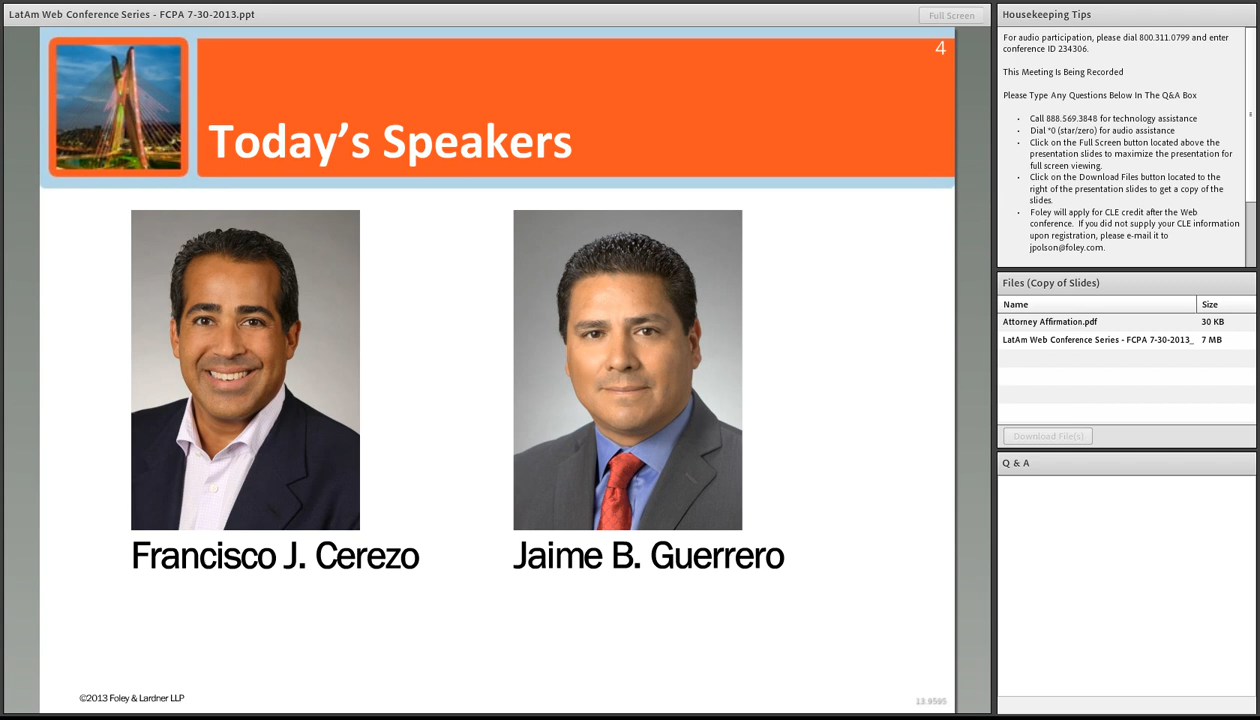 LatAm Web Conference Series - FCPA 7-30-2013.ppt
Full Screen
4
Today's Speakers
Francisco J. Cerezo
Jaime B. Guerrero
©2013 Foley & Lardner LLP
13.9595
Housekeeping Tips
For audio participation, please dial 800.311.0799 and enter
conference ID 234306.
This Meeting Is Being Recorded
Please Type Any Questions Below In The Q&A Box
• Call 888.569.3848 for technology assistance
• Dial *0 (star/zero) for audio assistance
• Click on the Full Screen button located above the
presentation slides to maximize the presentation for
full screen viewing.
• Click on the Download Files button located to the
right of the presentation slides to get a copy of the
slides.
• Foley will apply for CLE credit after the Web
conference. If you did not supply your CLE information
upon registration, please e-mail it to
jpolson@foley.com.
Files (Copy of Slides)
Name Size
Attorney Affirmation.pdf 30 KB
LatAm Web Conference Series - FCPA 7-30-2013_ 7 MB
Download File(s)
Q & A